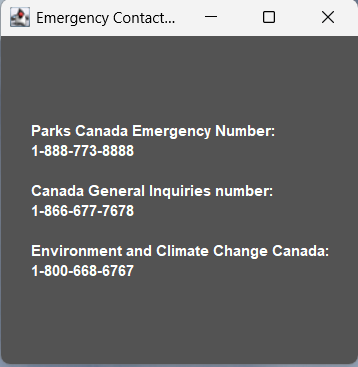 Emergency Contact...
Parks Canada Emergency Number:
1-888-773-8888
Canada General Inquiries number:
1-866-677-7678
Environment and Climate Change Canada:
1-800-668-6767